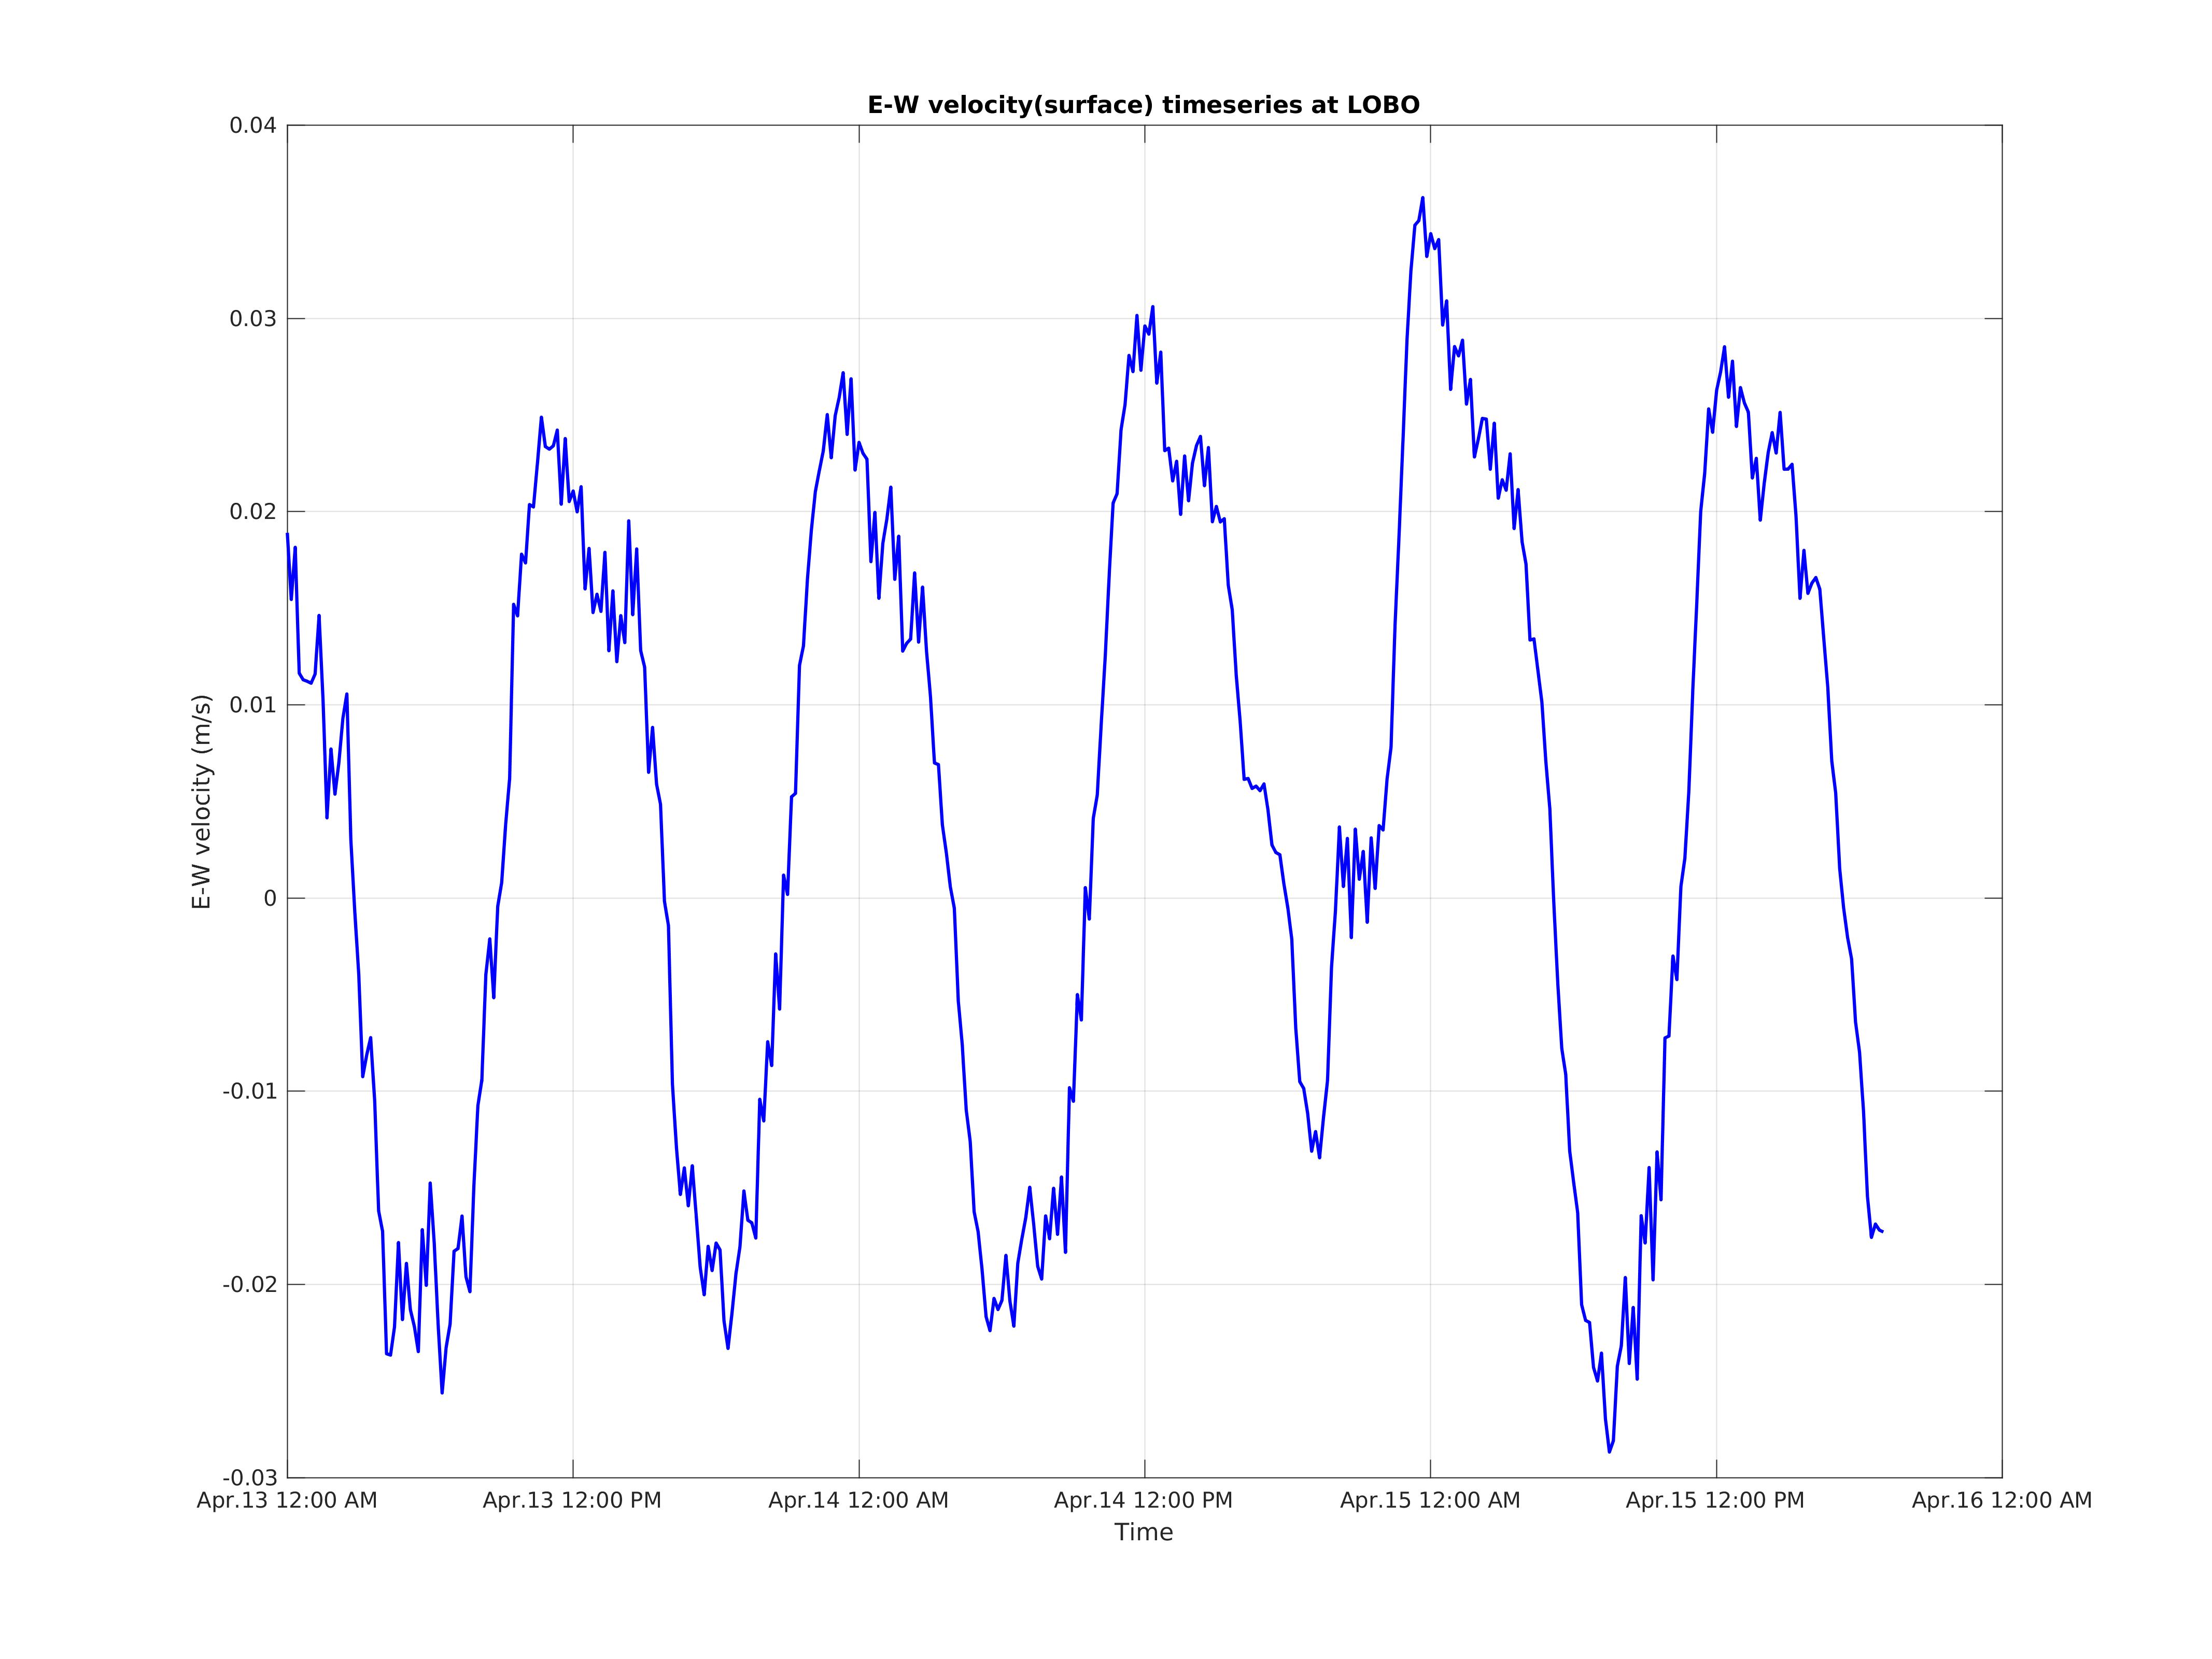 E-W velocity(surface) timeseries at LOBO
0.04
0.03
0.02
0.01
0
-0.01
-0.02
-0.03
E-W velocity (m/s)
Apr.13 12:00 AM Apr.13 12:00 PM Apr.14 12:00 AM Apr.14 12:00 PM Apr.15 12:00 AM Apr.15 12:00 PM Apr.16 12:00 AM
Time